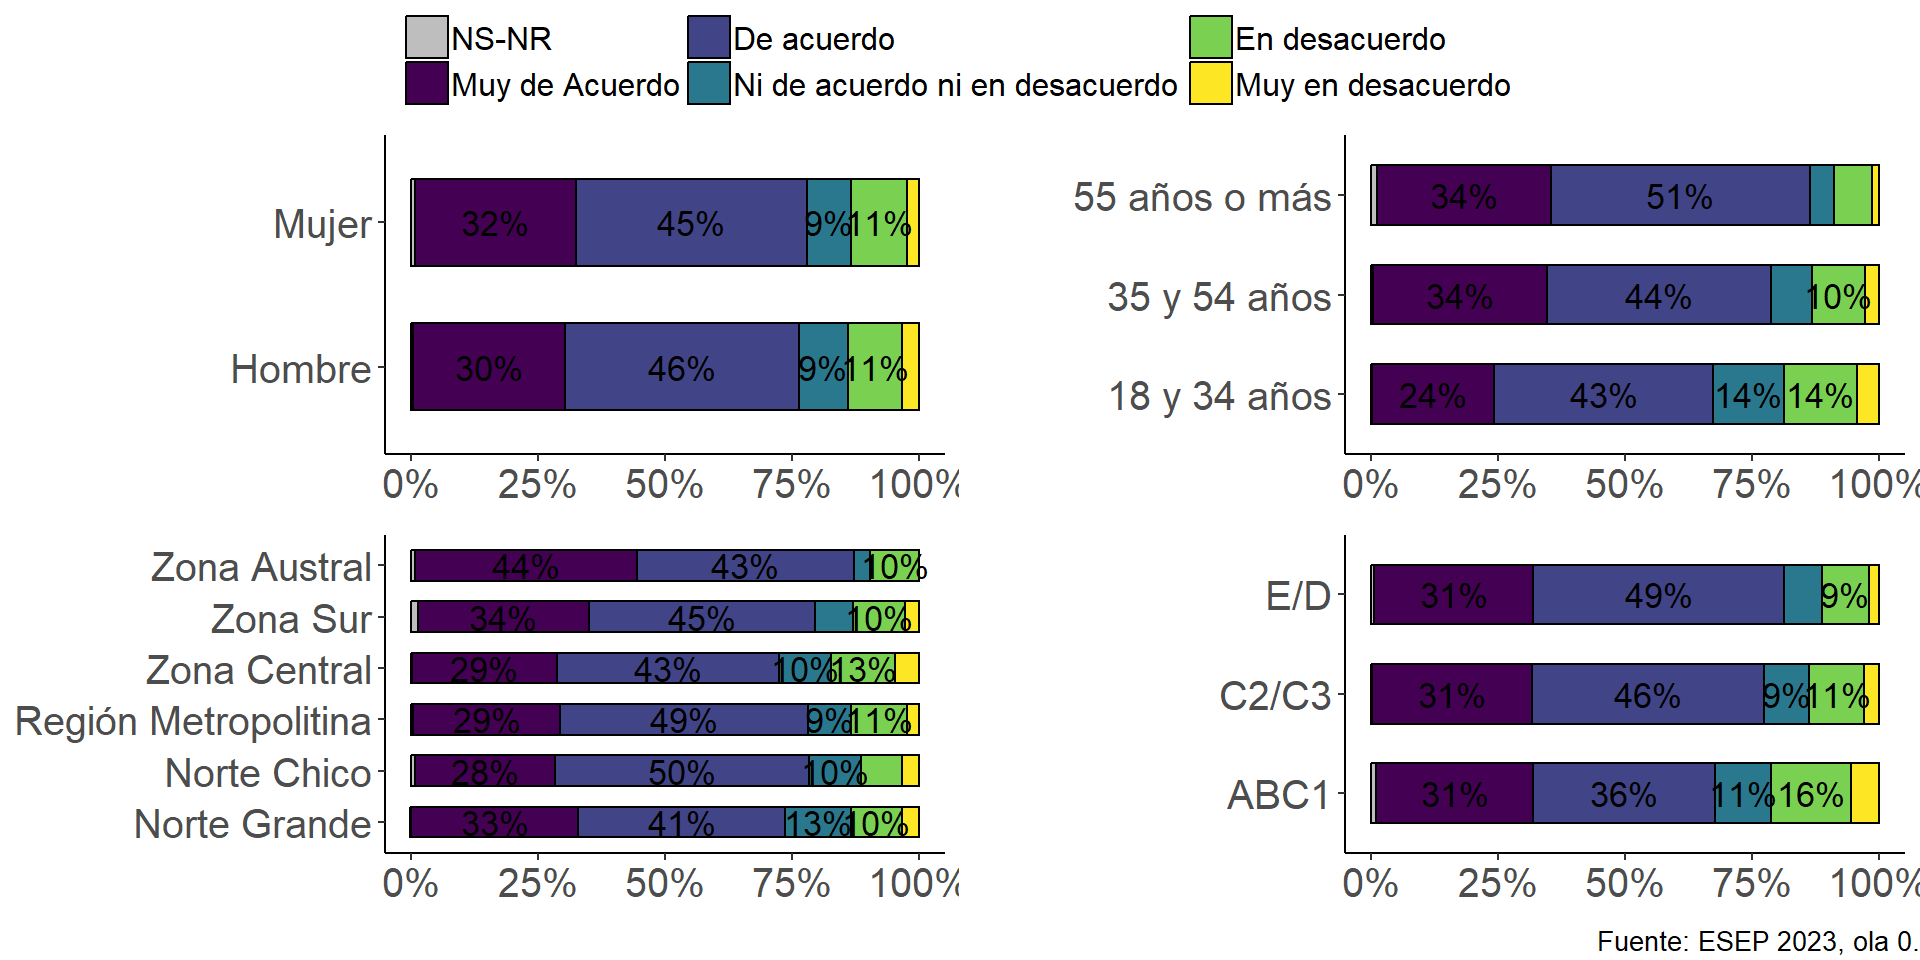 NS-NR De acuerdo En desacuerdo
Muy de Acuerdo Ni de acuerdo ni en desacuerdo Muy en desacuerdo
Mujer 32% 45% 9% 11%
Hombre 30% 46% 9% 11%
0% 25% 50% 75% 100%
55 años o más 34% 51%
35 y 54 años 34% 44% 10%
18 y 34 años 24% 43% 14% 14%
0% 25% 50% 75% 100%
Zona Austral 44% 43% 10%
Zona Sur 34% 45% 10%
Zona Central 29% 43% 10% 13%
Región Metropolitina 29% 49% 9% 11%
Norte Chico 28% 50% 10%
Norte Grande 33% 41% 13% 10%
0% 25% 50% 75% 100%
E/D 31% 49% 9%
C2/C3 31% 46% 9% 11%
ABC1 31% 36% 11% 16%
0% 25% 50% 75% 100%
Fuente: ESEP 2023, ola 0.